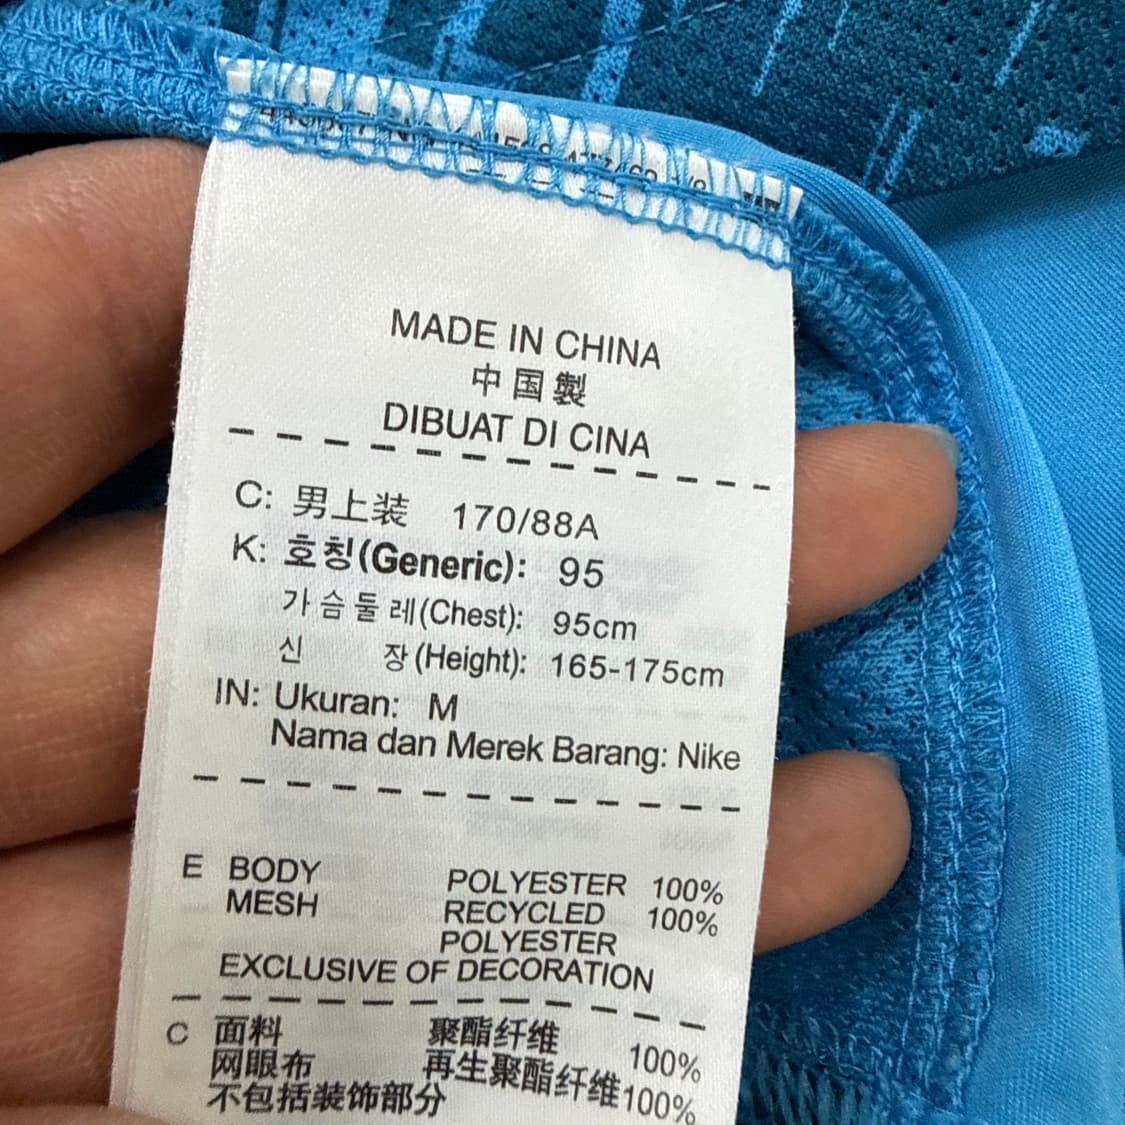 MADE IN CHINA
中国製
DIBUAT DI CINA
C: 男上装 170/88A
K: 호칭(Generic): 95
가슴둘레(Chest): 95cm
신 장(Height): 165-175cm
IN: Ukuran: M
Nama dan Merek Barang: Nike
E BODY POLYESTER 100%
MESH RECYCLED 100%
POLYESTER
EXCLUSIVE OF DECORATION
C 面料 聚酯纤维 100%
网眼布 再生聚酯纤维100%
不包括装饰部分